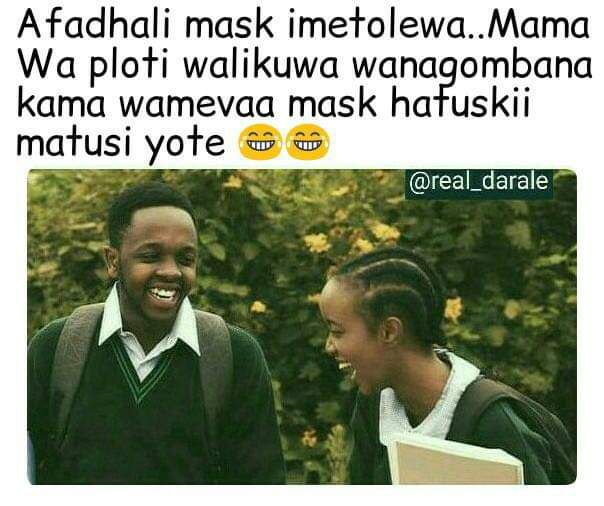 Afadhali mask imetolewa..Mama
Wa ploti walikuwa wanagombana
kama wamevaa mask hatuskii
matusi yote 😂😂
@real_darale